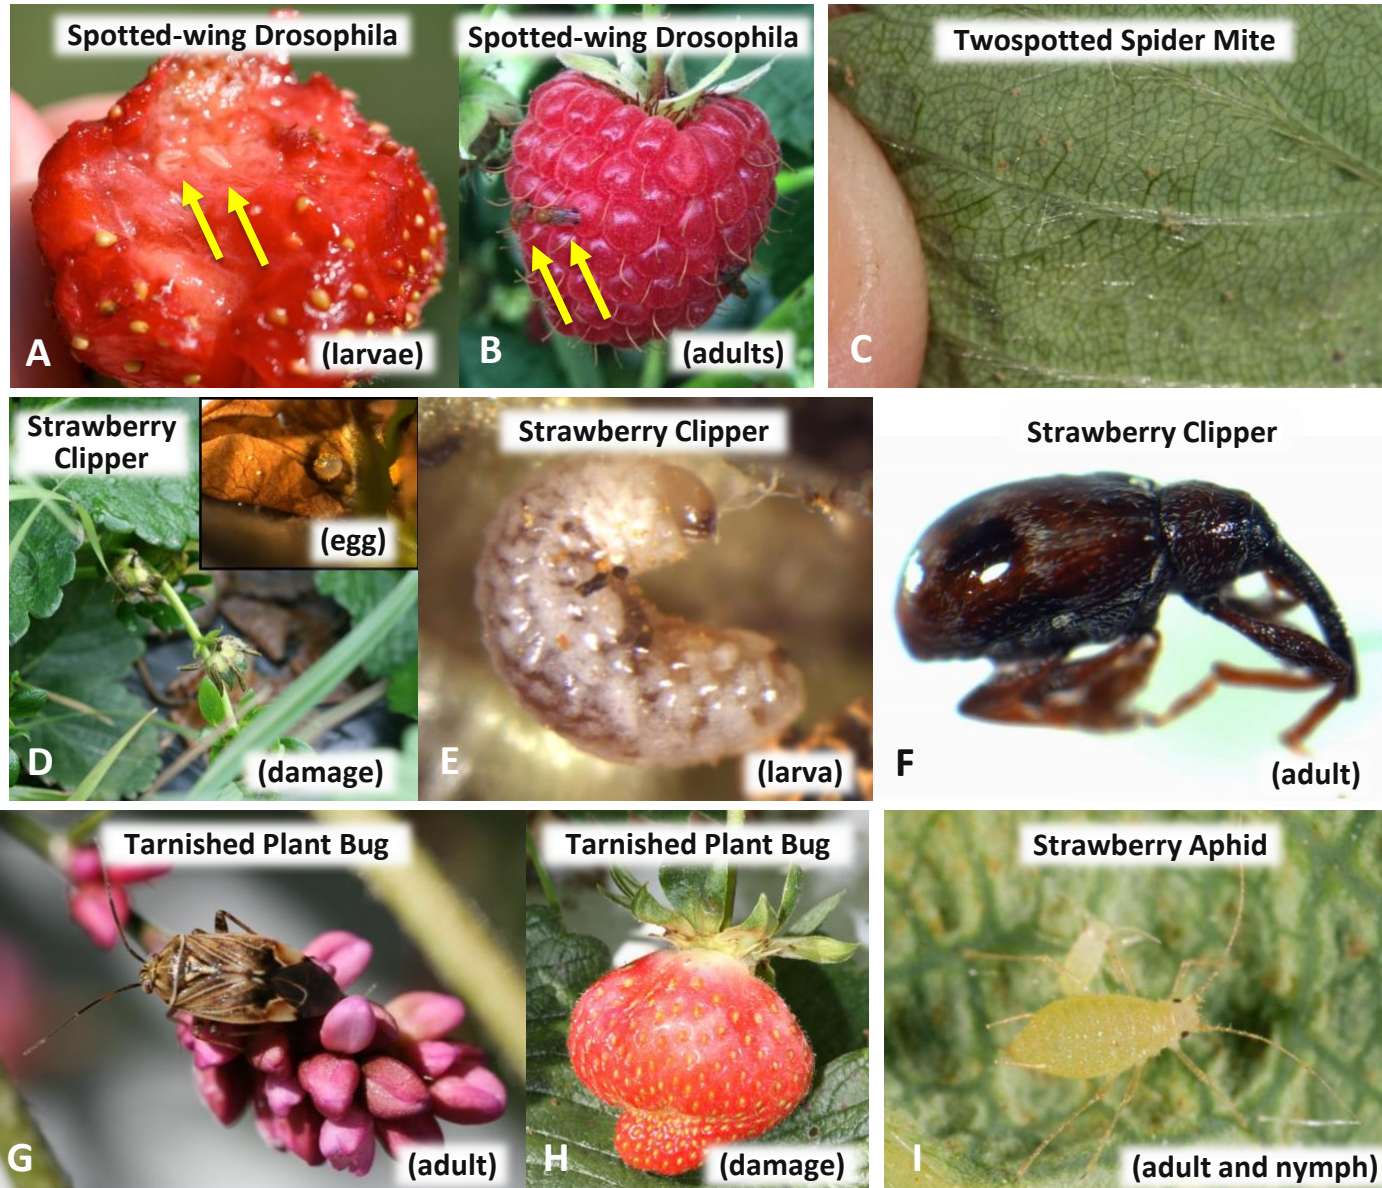 Spotted-wing Drosophila
A
(larvae)
Spotted-wing Drosophila
B
(adults)
Twospotted Spider Mite
C
Strawberry
Clipper
(egg)
D
(damage)
Strawberry Clipper
E
(larva)
Strawberry Clipper
F
(adult)
Tarnished Plant Bug
G
(adult)
Tarnished Plant Bug
H
(damage)
Strawberry Aphid
I
(adult and nymph)